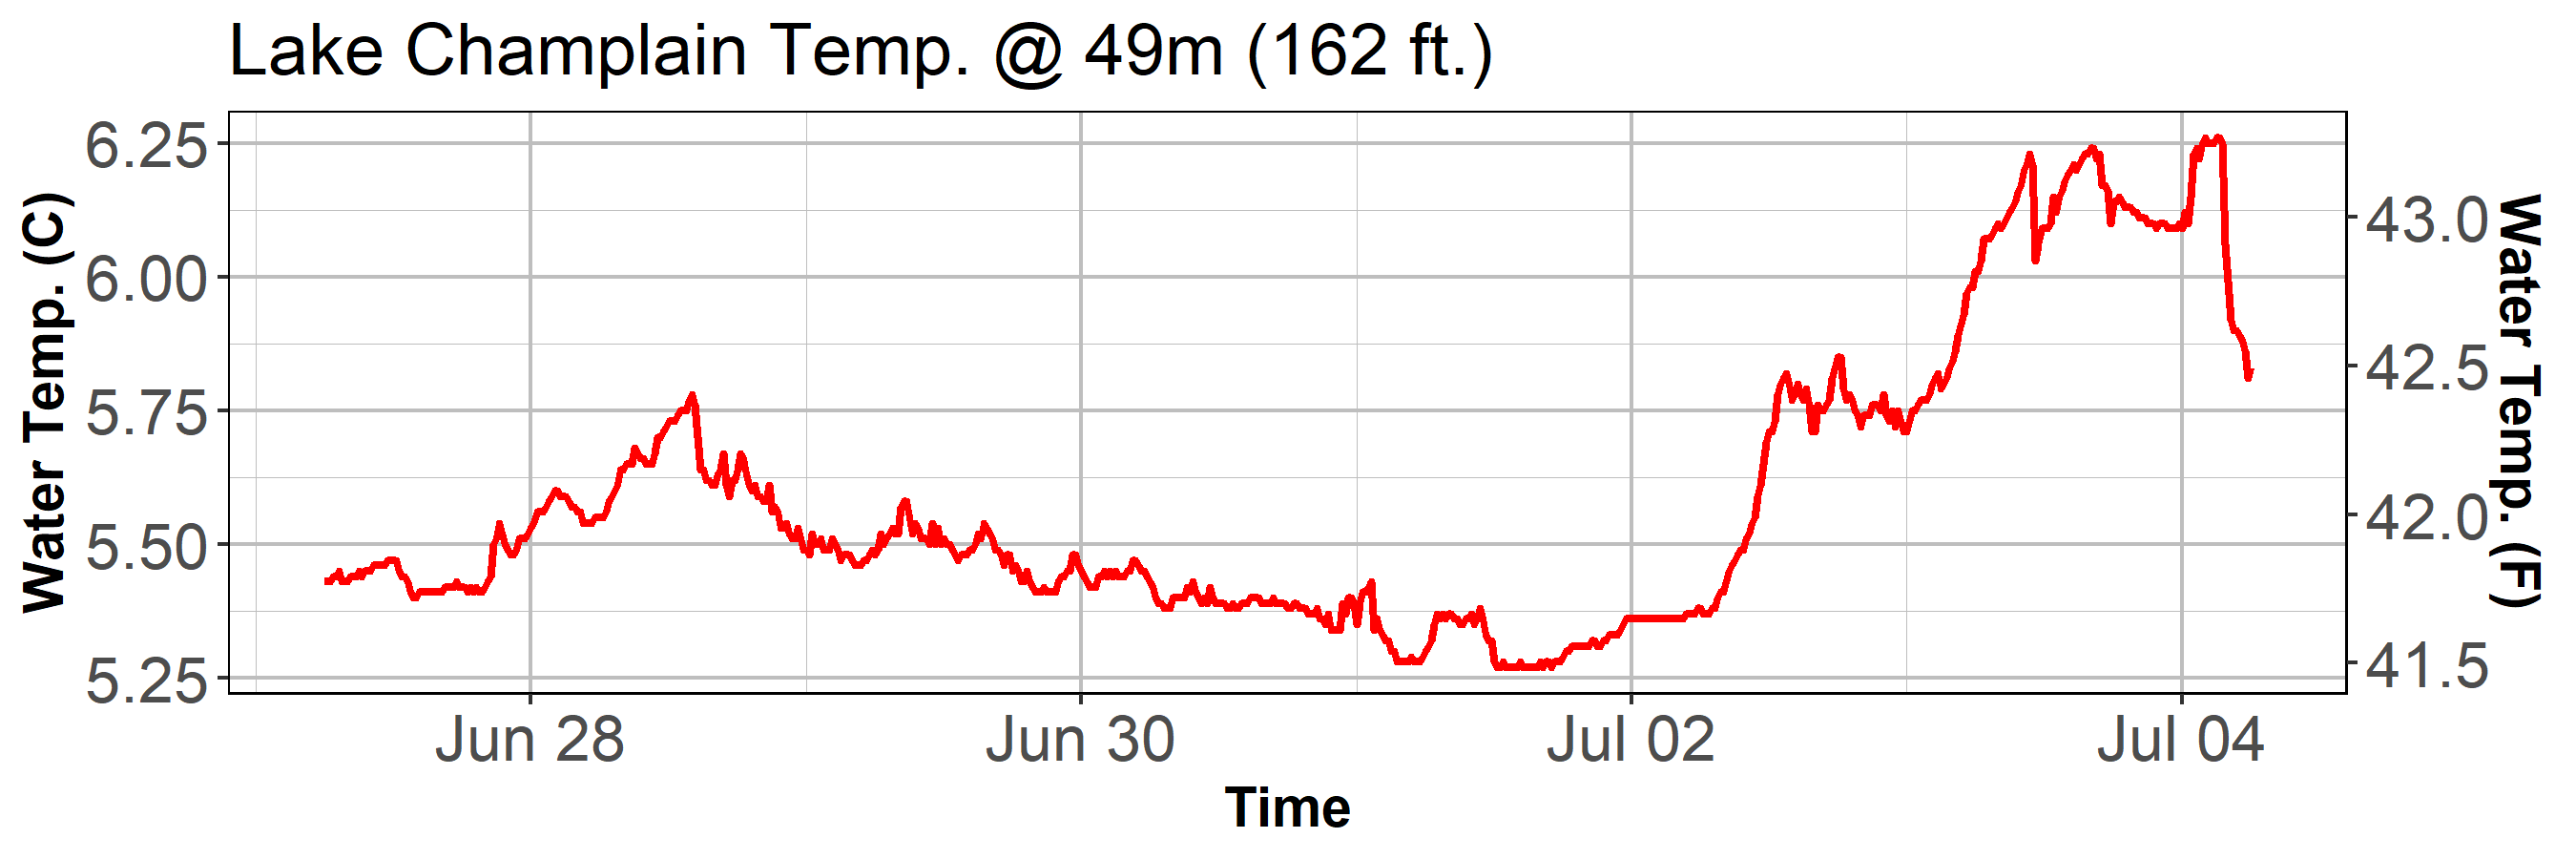 Lake Champlain Temp. @ 49m (162 ft.)
Water Temp. (C)
6.25
6.00
5.75
5.50
5.25
43.0
42.5
42.0
41.5
Water Temp. (F)
Jun 28 Jun 30 Jul 02 Jul 04
Time